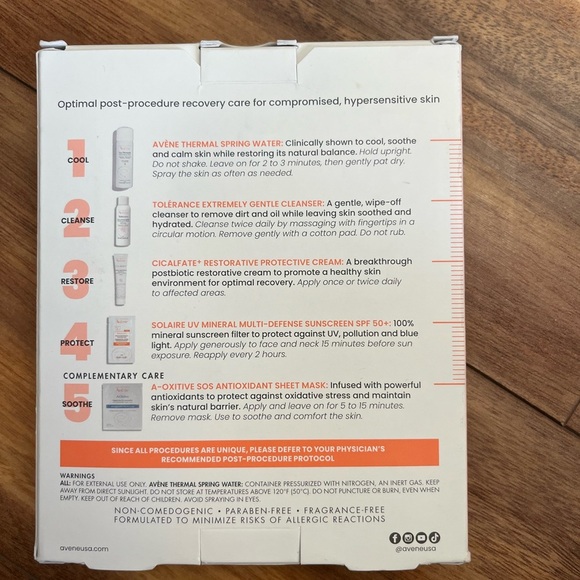 Optimal post-procedure recovery care for compromised, hypersensitive skin
1
COOL
AVÈNE THERMAL SPRING WATER: Clinically shown to cool, soothe
and calm skin while restoring its natural balance. Hold upright.
Do not shake. Leave on for 2 to 3 minutes, then gently pat dry.
Spray the skin as often as needed.
2
CLEANSE
TOLÉRANCE EXTREMELY GENTLE CLEANSER: A gentle, wipe-off
cleanser to remove dirt and oil while leaving skin soothed and
hydrated. Cleanse twice daily by massaging with fingertips in a
circular motion. Remove gently with a cotton pad. Do not rub.
3
RESTORE
CICALFATE+ RESTORATIVE PROTECTIVE CREAM: A breakthrough
postbiotic restorative cream to promote a healthy skin
environment for optimal recovery. Apply once or twice daily
to affected areas.
4
PROTECT
SOLAIRE UV MINERAL MULTI-DEFENSE SUNSCREEN SPF 50+: 100%
mineral sunscreen filter to protect against UV, pollution and blue
light. Apply generously to face and neck 15 minutes before sun
exposure. Reapply every 2 hours.
COMPLEMENTARY CARE
5
SOOTHE
A-OXITIVE SOS ANTIOXIDANT SHEET MASK: Infused with powerful
antioxidants to protect against oxidative stress and maintain
skin's natural barrier. Apply and leave on for 5 to 15 minutes.
Remove mask. Use to soothe and comfort the skin.
SINCE ALL PROCEDURES ARE UNIQUE, PLEASE DEFER TO YOUR PHYSICIAN'S
RECOMMENDED POST-PROCEDURE PROTOCOL
WARNINGS
ALL: FOR EXTERNAL USE ONLY. AVÈNE THERMAL SPRING WATER: CONTAINER PRESSURIZED WITH NITROGEN, AN INERT GAS. KEEP
AWAY FROM DIRECT SUNLIGHT. DO NOT STORE AT TEMPERATURES ABOVE 120°F (50°C). DO NOT PUNCTURE OR BURN, EVEN WHEN
EMPTY. KEEP OUT OF REACH OF CHILDREN. AVOID SPRAYING IN EYES.
NON-COMEDOGENIC • PARABEN-FREE • FRAGRANCE-FREE
FORMULATED TO MINIMIZE RISKS OF ALLERGIC REACTIONS
aveneusa.com
@aveneusa